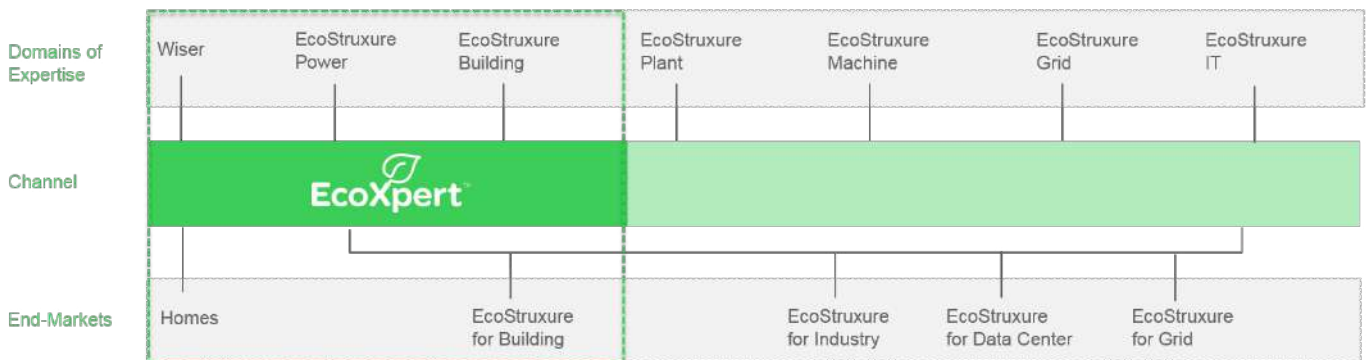 Domains of
Expertise
Wiser
EcoStruxure
Power
EcoStruxure
Building
EcoStruxure
Plant
EcoStruxure
Machine
EcoStruxure
Grid
EcoStruxure
IT
Channel
EcoXpert™
End-Markets
Homes
EcoStruxure
for Building
EcoStruxure
for Industry
EcoStruxure
for Data Center
EcoStruxure
for Grid